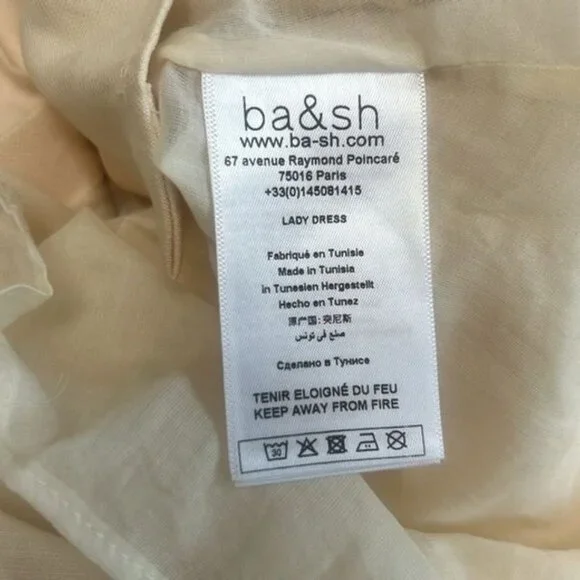 ba&sh
www.ba-sh.com
67 avenue Raymond Poincaré
75016 Paris
+33(0)145081415
LADY DRESS
Fabriqué en Tunisie
Made in Tunisia
in Tunesien Hergestellt
Hecho en Tunez
原产国: 突尼斯
صنع في تونس
Сделано в Тунисе
TENIR ELOIGNÉ DU FEU
KEEP AWAY FROM FIRE
30